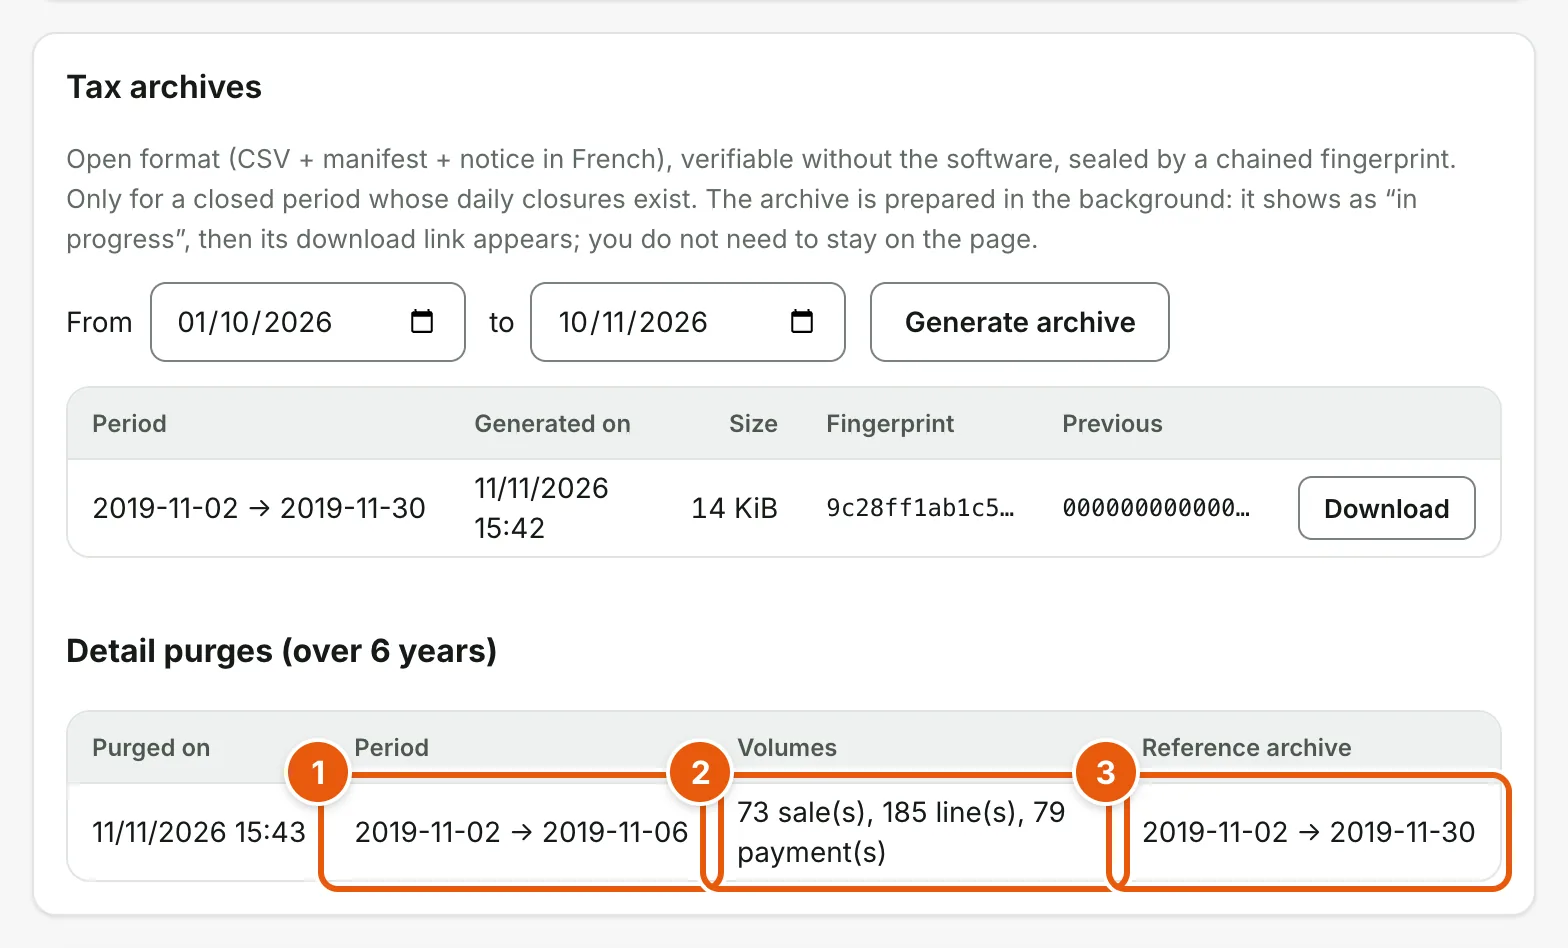 Tax archives
Open format (CSV + manifest + notice in French), verifiable without the software, sealed by a chained fingerprint.
Only for a closed period whose daily closures exist. The archive is prepared in the background: it shows as “in
progress”, then its download link appears; you do not need to stay on the page.
From 01/10/2026 to 10/11/2026 Generate archive
Period Generated on Size Fingerprint Previous
2019-11-02 → 2019-11-30 11/11/2026 15:42 14 KiB 9c28ff1ab1c5… 000000000000… Download
Detail purges (over 6 years)
Purged on Period Volumes Reference archive
1 2 3
11/11/2026 15:43 2019-11-02 → 2019-11-06 73 sale(s), 185 line(s), 79 payment(s) 2019-11-02 → 2019-11-30